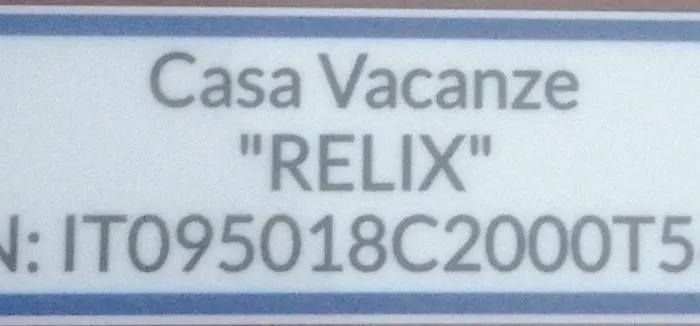 Casa Vacanze
"RELIX"
N: IT095018C2000T5